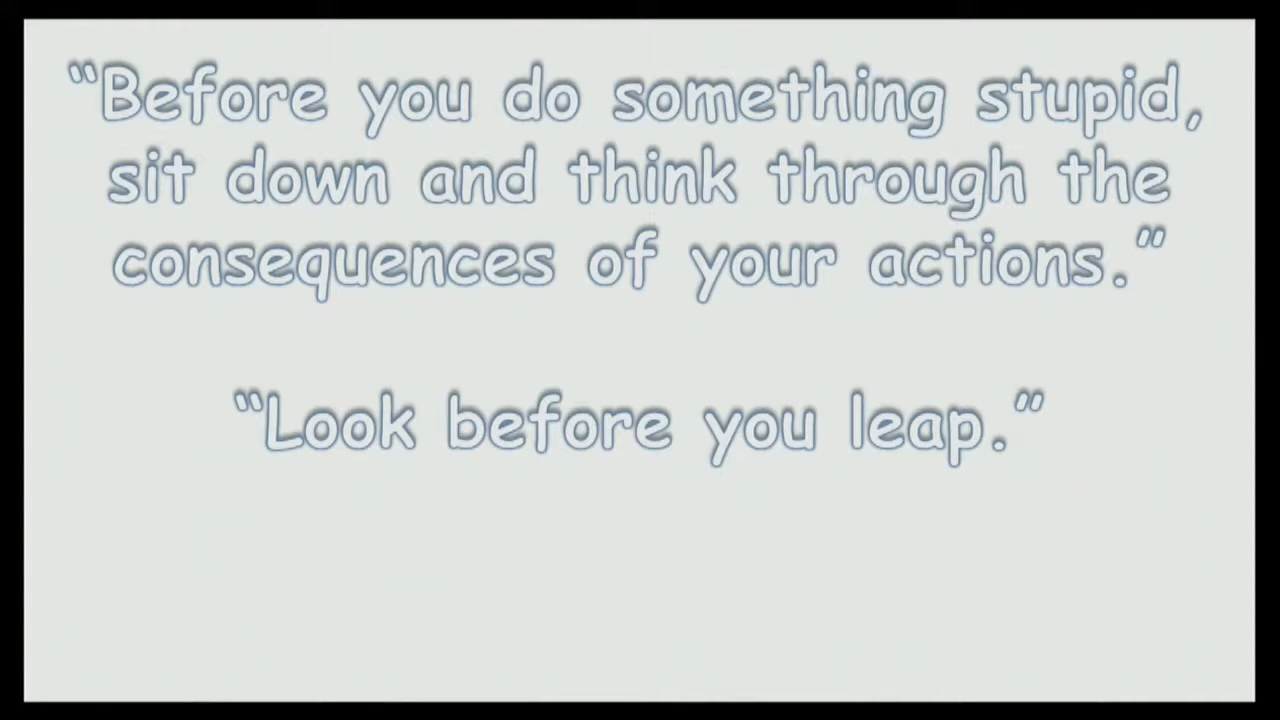 “Before you do something stupid,
sit down and think through the
consequences of your actions.”
“Look before you leap.”